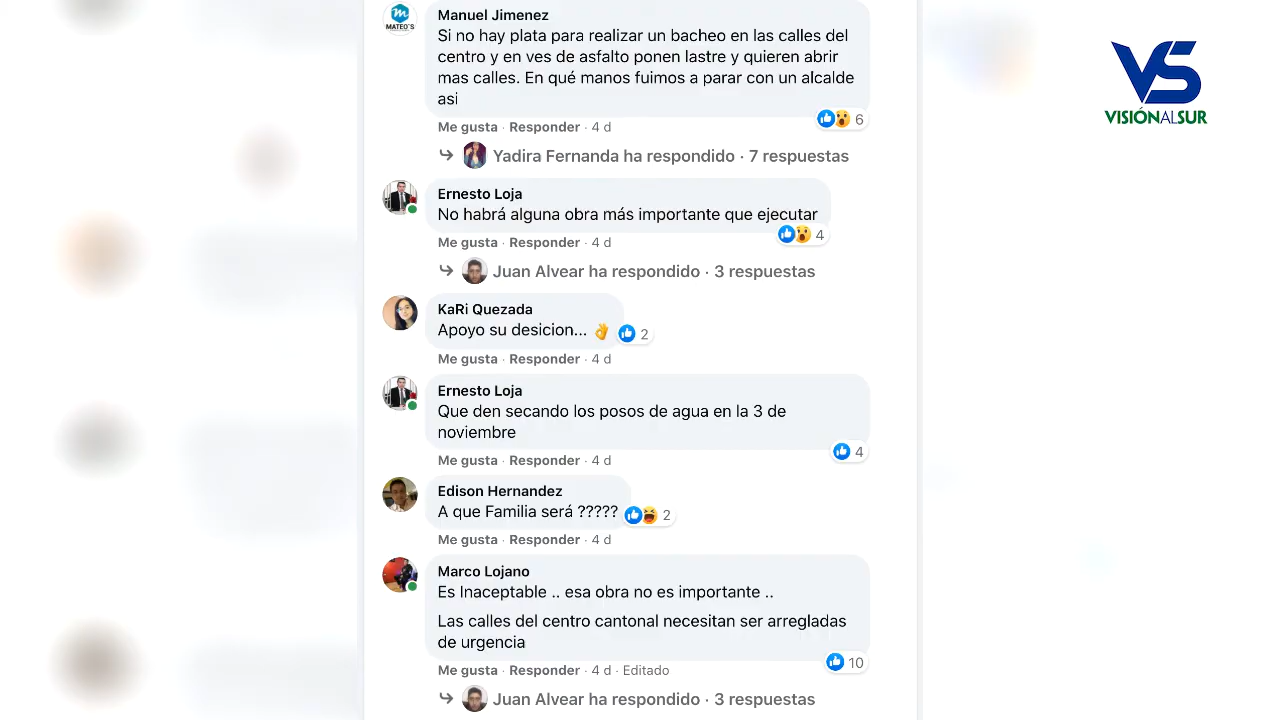 MATEO'S
Manuel Jimenez
Si no hay plata para realizar un bacheo en las calles del
centro y en ves de asfalto ponen lastre y quieren abrir
mas calles. En qué manos fuimos a parar con un alcalde
asi
Me gusta · Responder · 4 d
6
Yadira Fernanda ha respondido · 7 respuestas
Ernesto Loja
No habrá alguna obra más importante que ejecutar
4
Me gusta · Responder · 4 d
Juan Alvear ha respondido · 3 respuestas
KaRi Quezada
Apoyo su desicion... 👌
2
Me gusta · Responder · 4 d
Ernesto Loja
Que den secando los posos de agua en la 3 de
noviembre
4
Me gusta · Responder · 4 d
Edison Hernandez
A que Familia será ?????
2
Me gusta · Responder · 4 d
Marco Lojano
Es Inaceptable .. esa obra no es importante ..
Las calles del centro cantonal necesitan ser arregladas
de urgencia
10
Me gusta · Responder · 4 d · Editado
Juan Alvear ha respondido · 3 respuestas
VS
VISIÓNALSUR